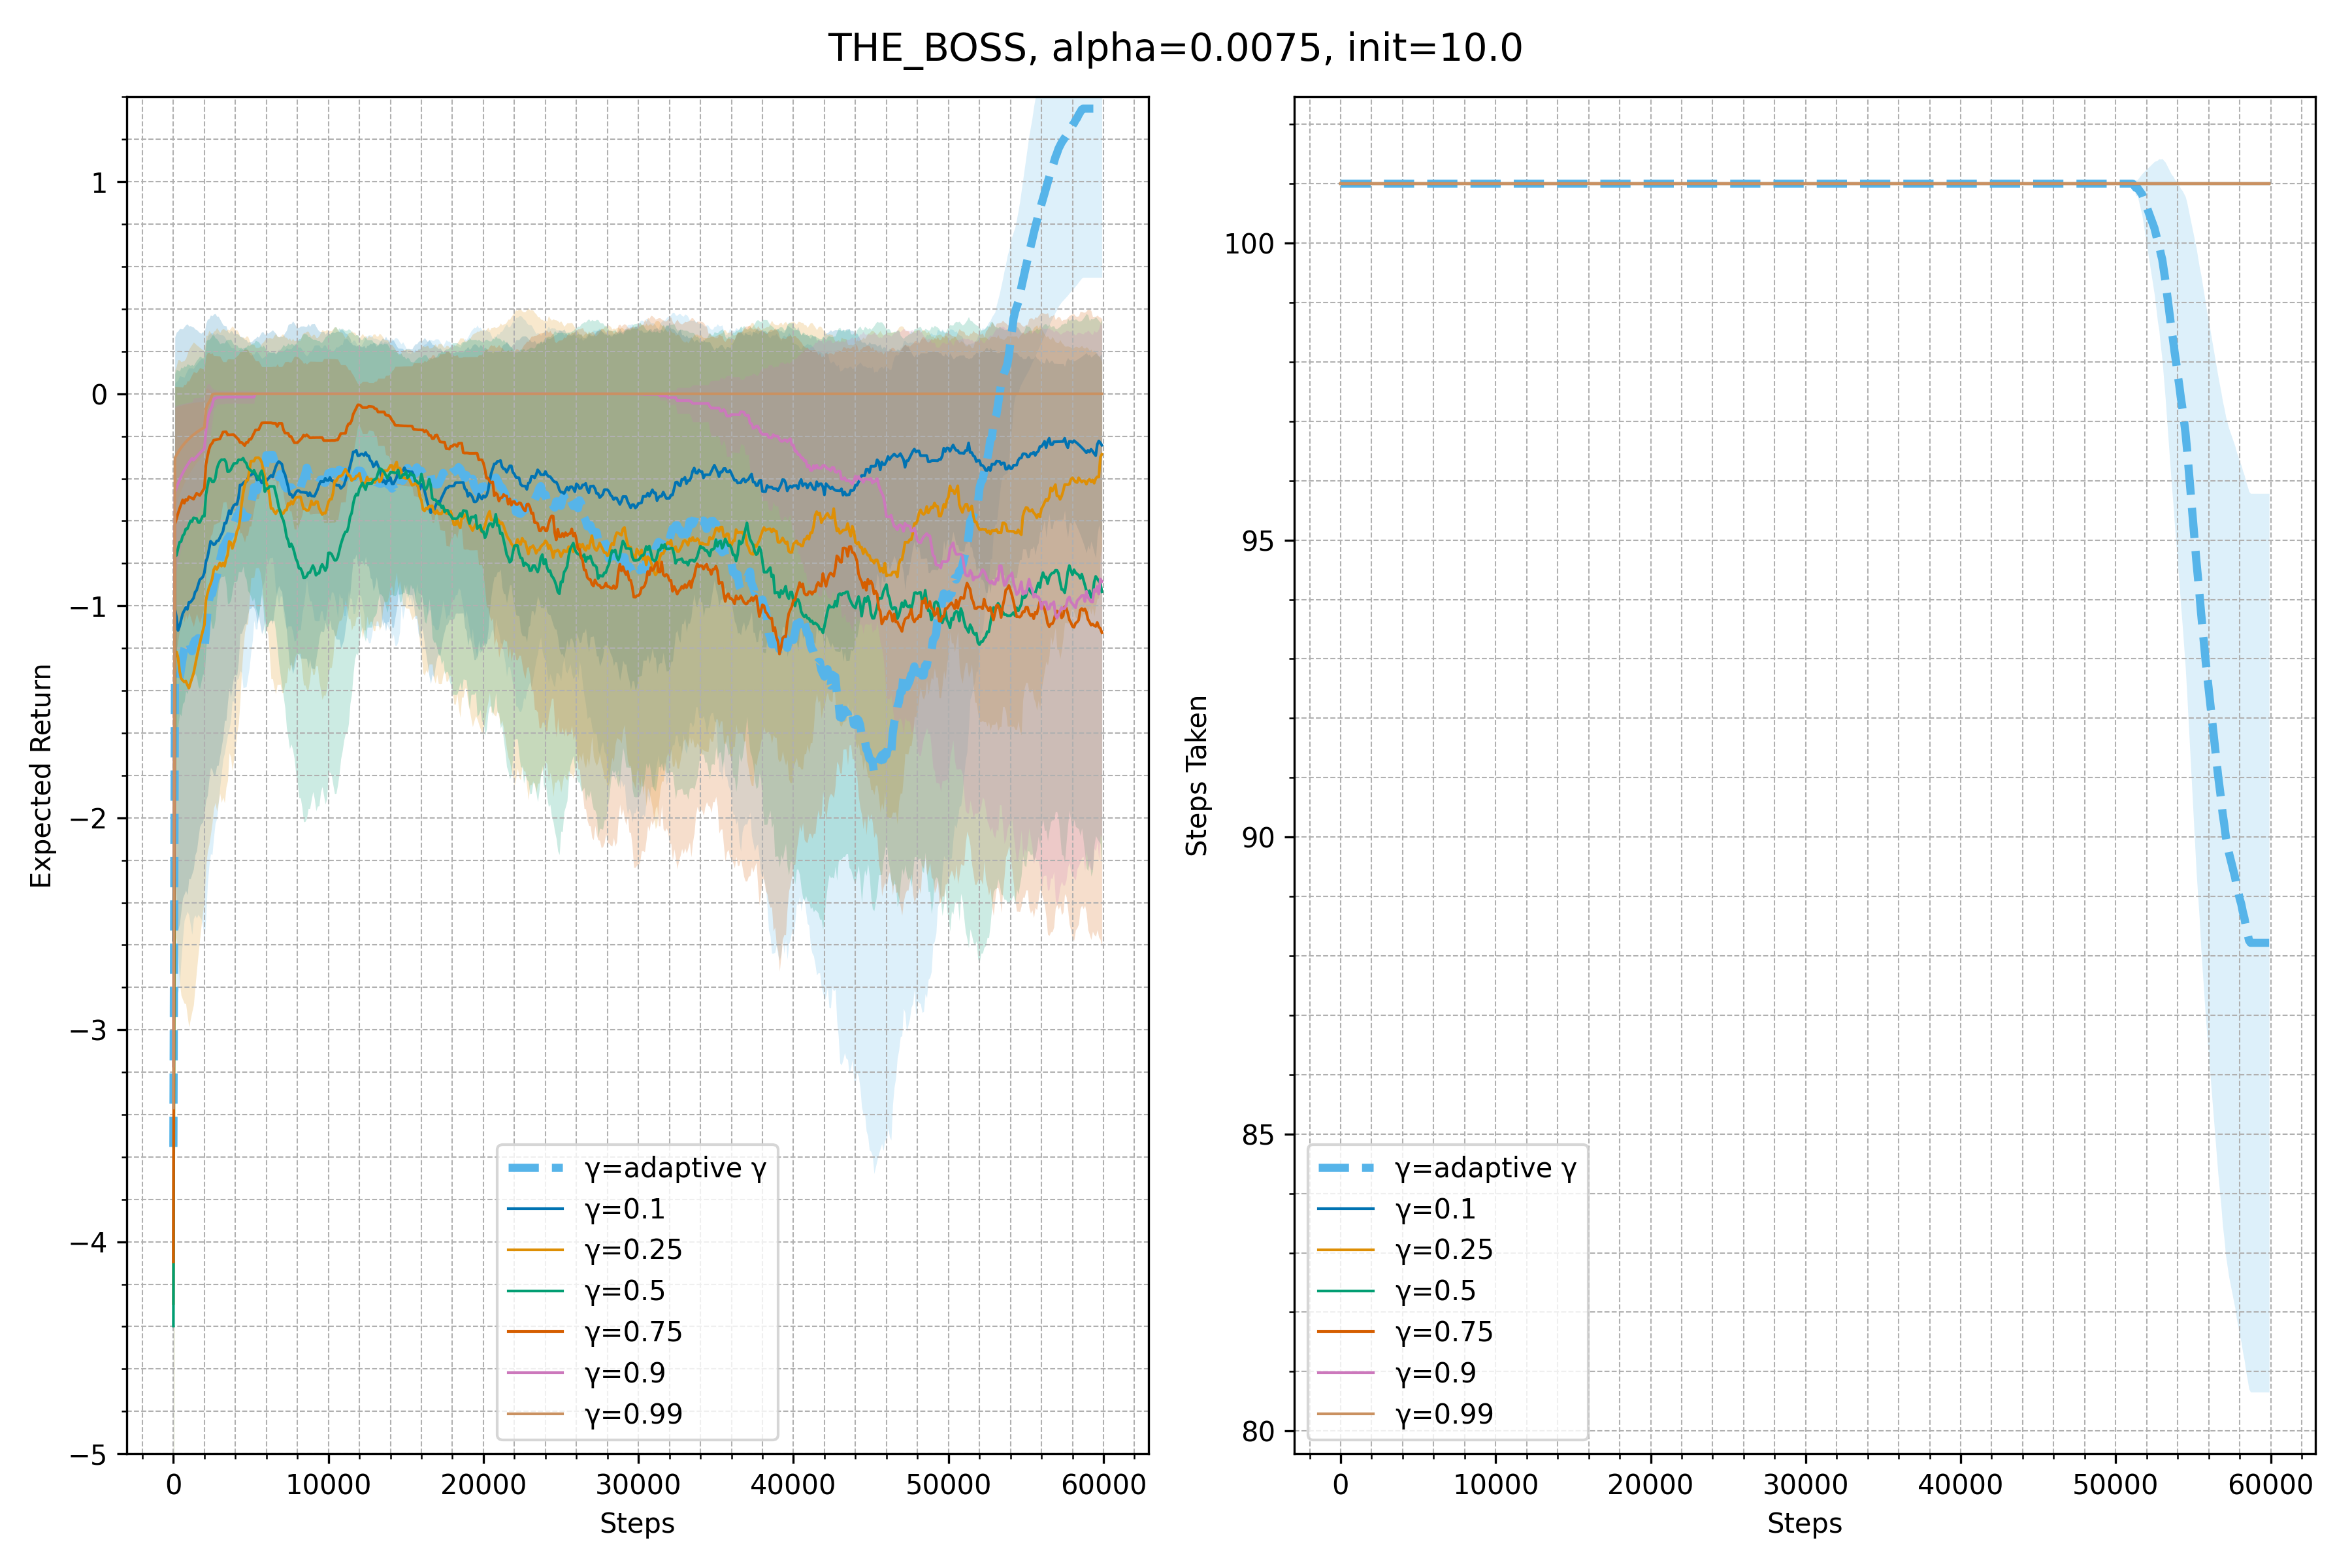 THE_BOSS, alpha=0.0075, init=10.0
Expected Return
1
0
−1
−2
−3
−4
−5
0
10000
20000
30000
40000
50000
60000
Steps
γ=adaptive γ
γ=0.1
γ=0.25
γ=0.5
γ=0.75
γ=0.9
γ=0.99
Steps Taken
100
95
90
85
80
0
10000
20000
30000
40000
50000
60000
Steps
γ=adaptive γ
γ=0.1
γ=0.25
γ=0.5
γ=0.75
γ=0.9
γ=0.99